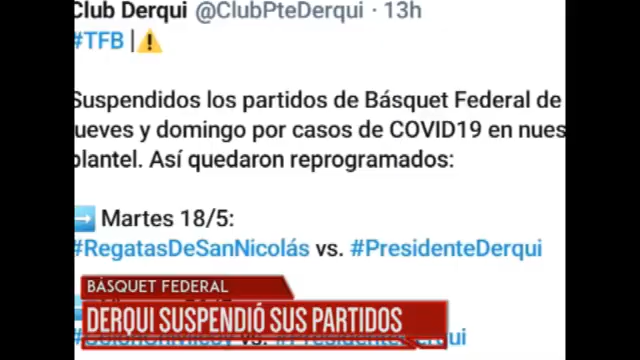 Club Derqui @ClubPteDerqui · 13h
#TFB |⚠️
Suspendidos los partidos de Básquet Federal de
ueves y domingo por casos de COVID19 en nues
plantel. Así quedaron reprogramados:
➡️ Martes 18/5:
#RegatasDeSanNicolás vs. #PresidenteDerqui
BÁSQUET FEDERAL
DERQUI SUSPENDIÓ SUS PARTIDOS